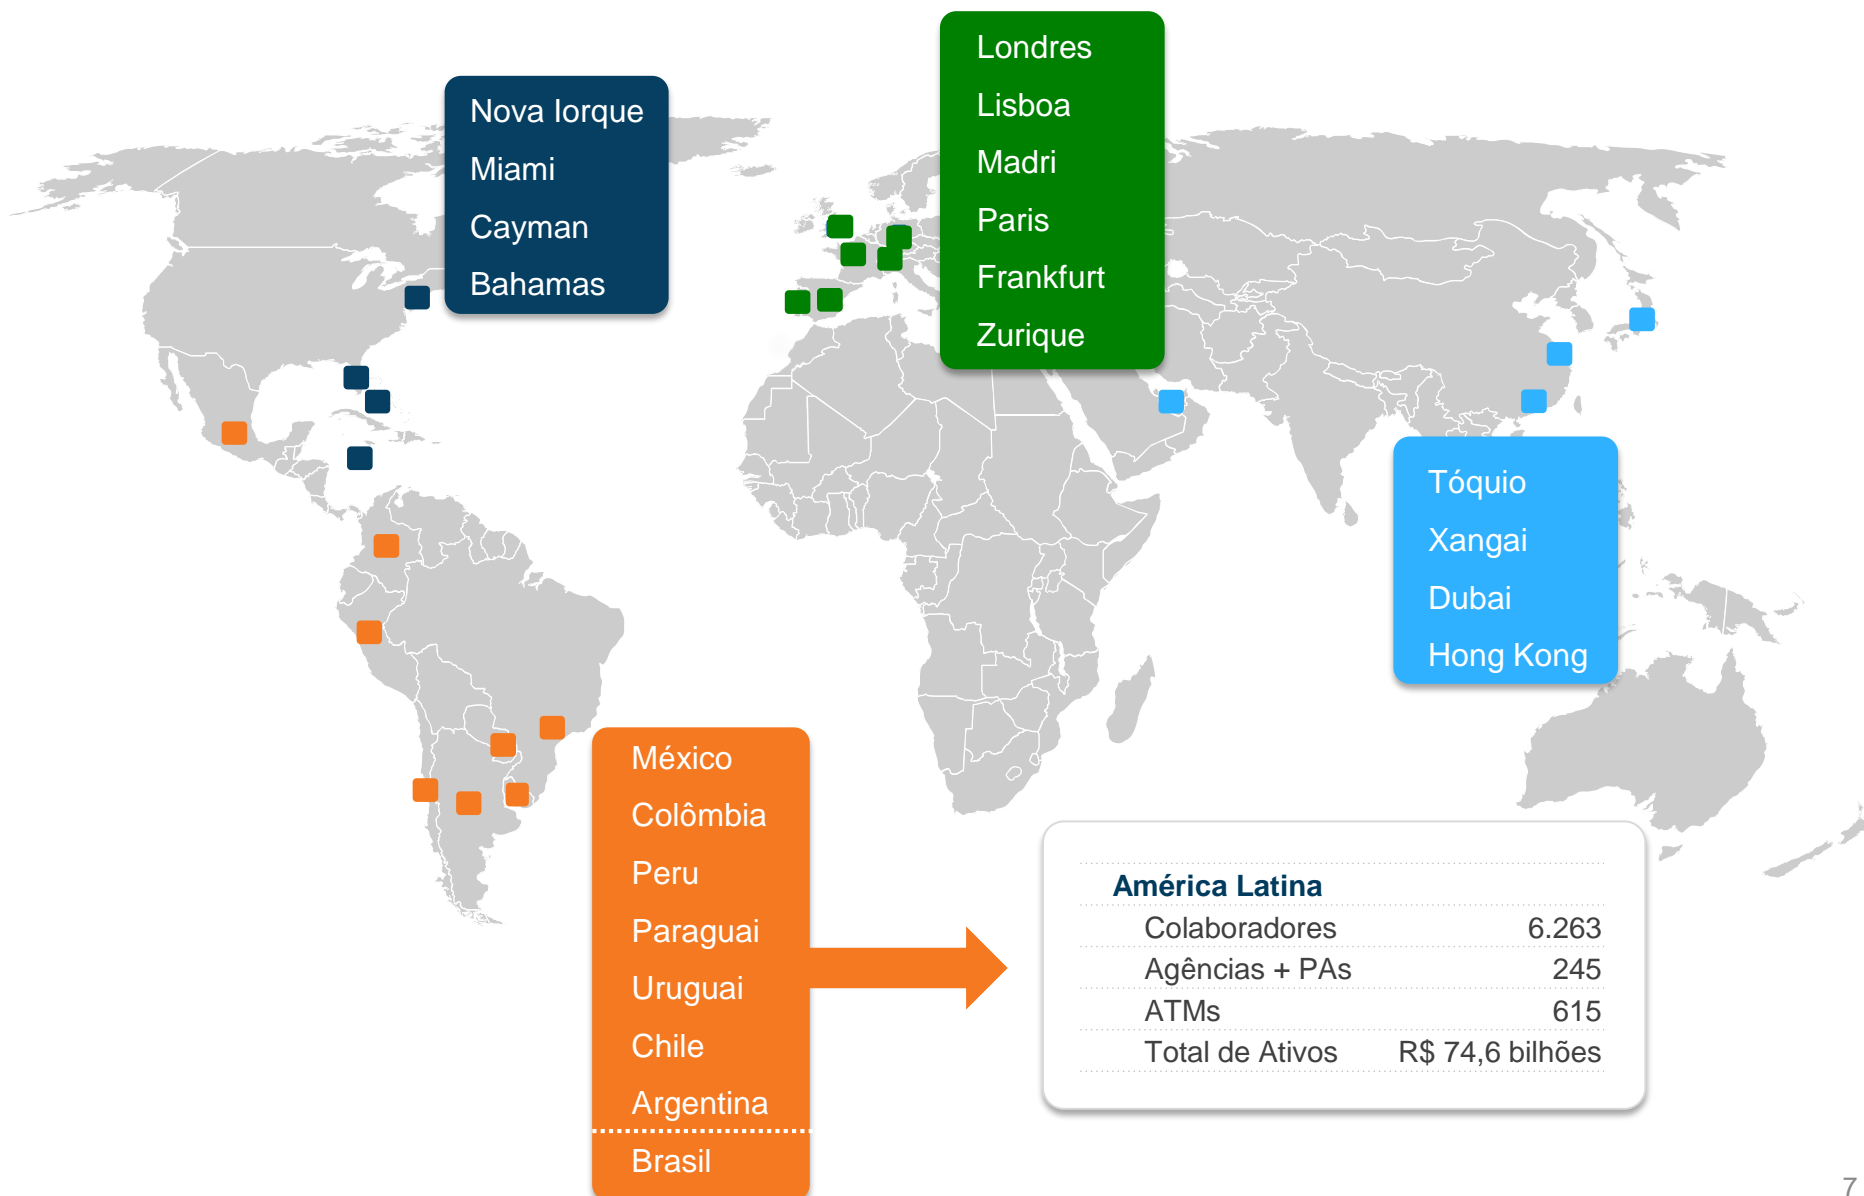 Nova Iorque
Miami
Cayman
Bahamas
Londres
Lisboa
Madri
Paris
Frankfurt
Zurique
Tóquio
Xangai
Dubai
Hong Kong
México
Colômbia
Peru
Paraguai
Uruguai
Chile
Argentina
Brasil
América Latina
Colaboradores 6.263
Agências + PAs 245
ATMs 615
Total de Ativos R$ 74,6 bilhões
7